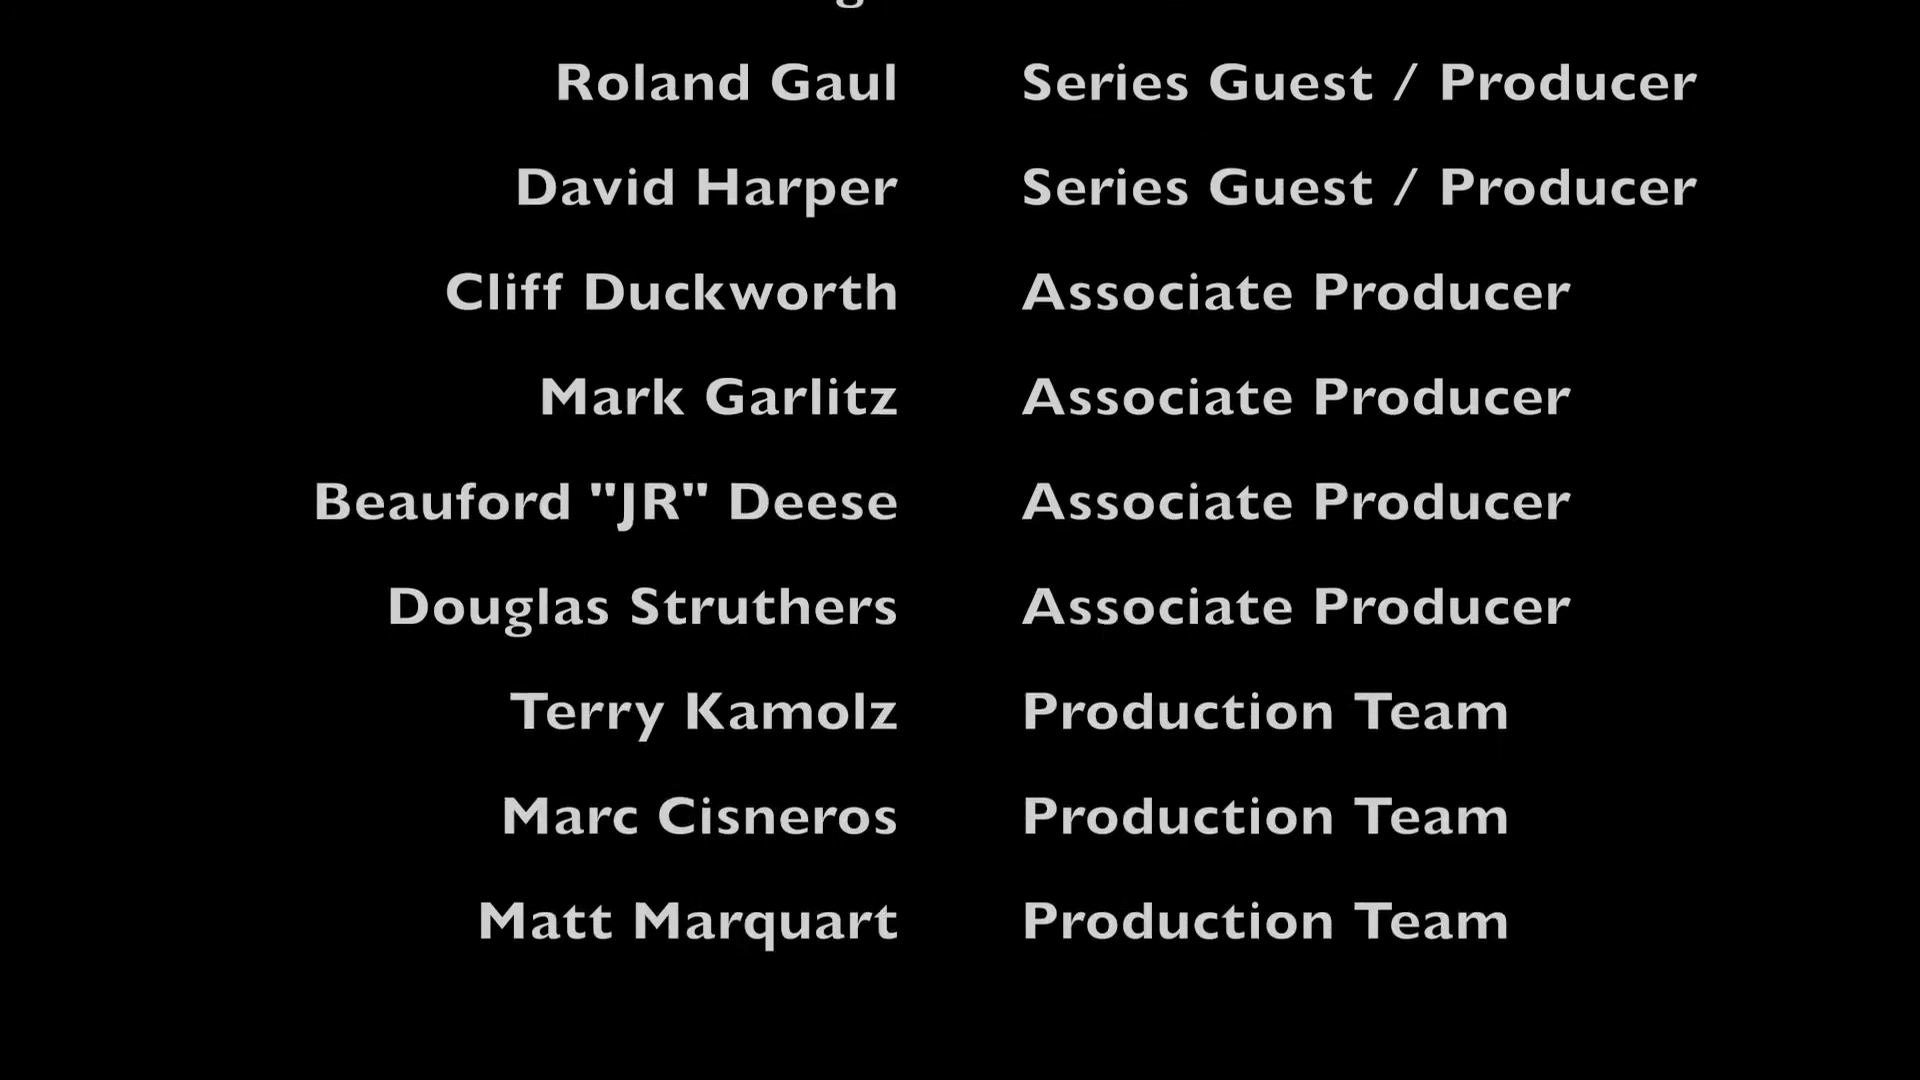 Roland Gaul Series Guest / Producer
David Harper Series Guest / Producer
Cliff Duckworth Associate Producer
Mark Garlitz Associate Producer
Beauford "JR" Deese Associate Producer
Douglas Struthers Associate Producer
Terry Kamolz Production Team
Marc Cisneros Production Team
Matt Marquart Production Team